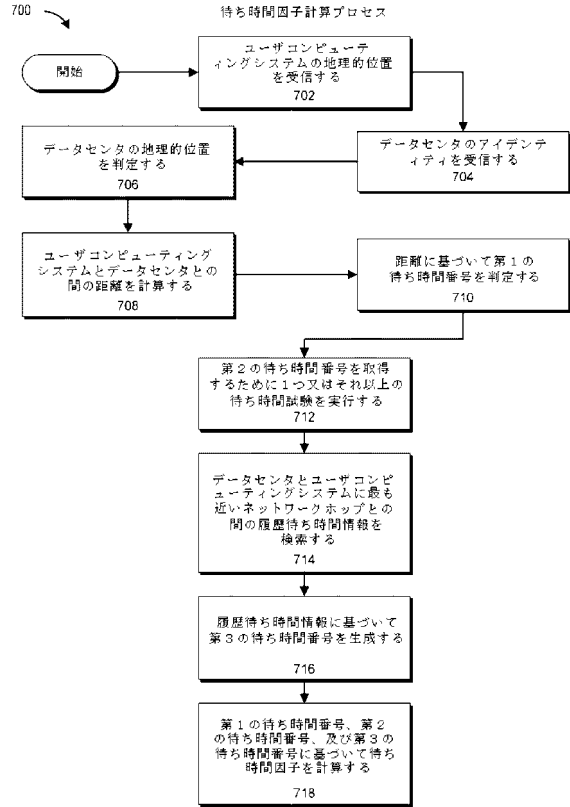 700
待ち時間因子計算プロセス
開始
ユーザコンピューテ
ィングシステムの地理的位置
を受信する
702
データセンタのアイデンテ
ィティを受信する
704
データセンタの地理的位置
を判定する
706
ユーザコンピューティング
システムとデータセンタとの
間の距離を計算する
708
距離に基づいて第1の
待ち時間番号を判定する
710
第2の待ち時間番号を取得
するために1つ又はそれ以上の
待ち時間試験を実行する
712
データセンタとユーザコンピ
ューティングシステムに最も
近いネットワークホップとの
間の履歴待ち時間情報を
検索する
714
履歴待ち時間情報に基づいて
第3の待ち時間番号を生成する
716
第1の待ち時間番号、第2
の待ち時間番号、及び第3の
待ち時間番号に基づいて待ち
時間因子を計算する
718